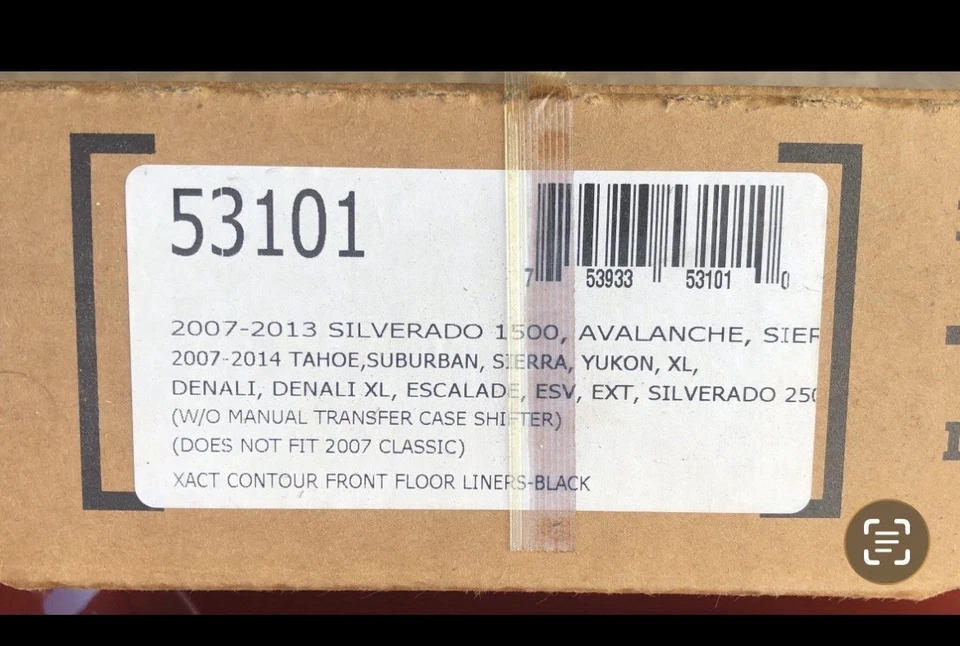 53101
7 53933 53101 0
2007-2013 SILVERADO 1500, AVALANCHE, SIER
2007-2014 TAHOE,SUBURBAN, SIERRA, YUKON, XL,
DENALI, DENALI XL, ESCALADE, ESV, EXT, SILVERADO 250
(W/O MANUAL TRANSFER CASE SHIFTER)
(DOES NOT FIT 2007 CLASSIC)
XACT CONTOUR FRONT FLOOR LINERS-BLACK